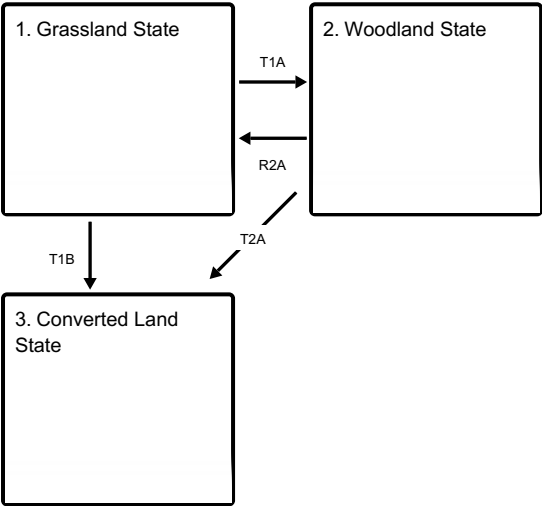 1. Grassland State
2. Woodland State
T1A
R2A
T2A
T1B
3. Converted Land
State